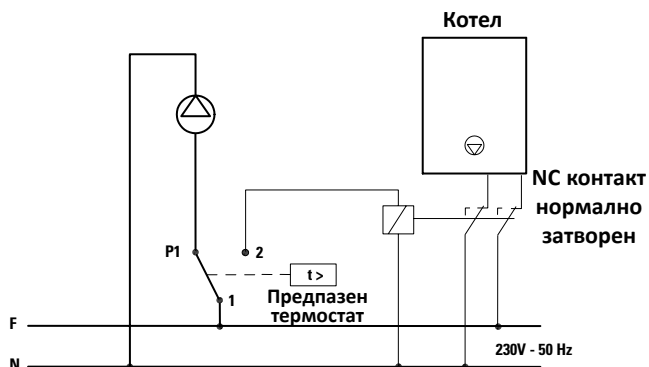 Котел
NC контакт
нормално
затворен
P1
2
t >
1
Предпазен
термостат
F
230V - 50 Hz
N